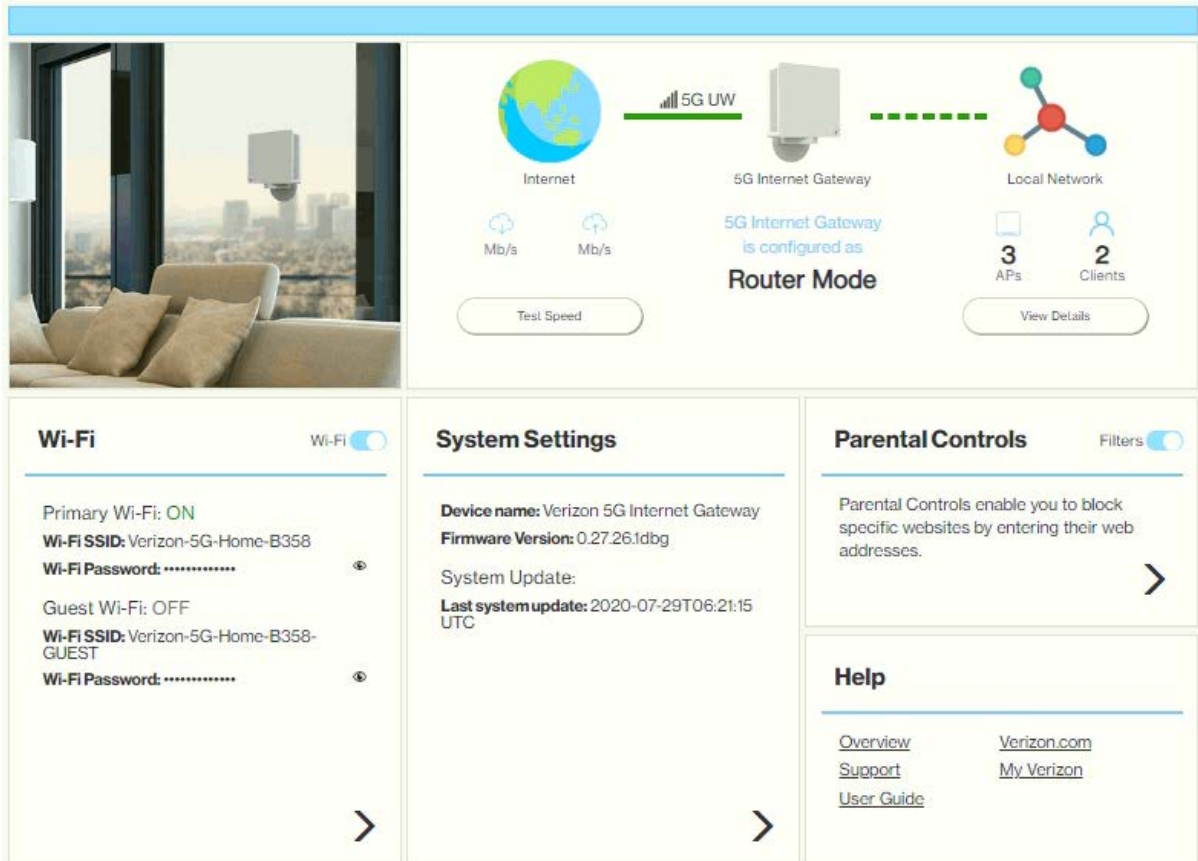 5G UW
Internet
5G Internet Gateway
Local Network
Mb/s
Mb/s
5G Internet Gateway
is configured as
Router Mode
3
APs
2
Clients
Test Speed
View Details
Wi-Fi
Wi-Fi
Primary Wi-Fi: ON
Wi-Fi SSID: Verizon-5G-Home-B358
Wi-Fi Password: •••••••••••••
Guest Wi-Fi: OFF
Wi-Fi SSID: Verizon-5G-Home-B358-
GUEST
Wi-Fi Password: •••••••••••••
System Settings
Device name: Verizon 5G Internet Gateway
Firmware Version: 0.27.26.1dbg
System Update:
Last system update: 2020-07-29T06:21:15
UTC
Parental Controls
Filters
Parental Controls enable you to block
specific websites by entering their web
addresses.
Help
Overview
Verizon.com
Support
My Verizon
User Guide